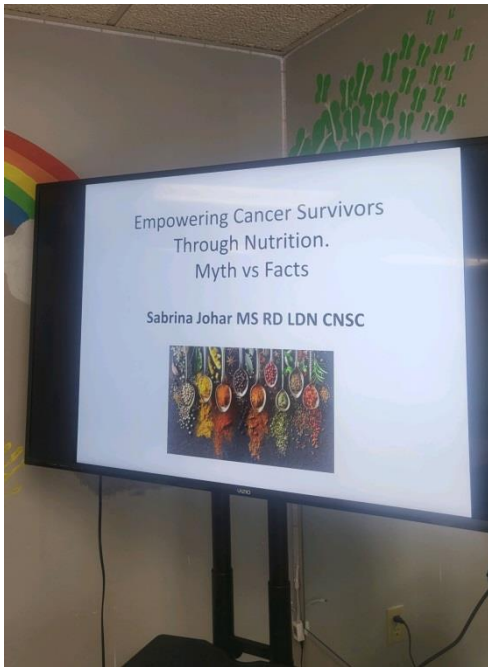 Empowering Cancer Survivors
Through Nutrition.
Myth vs Facts
Sabrina Johar MS RD LDN CNSC
VIZIO